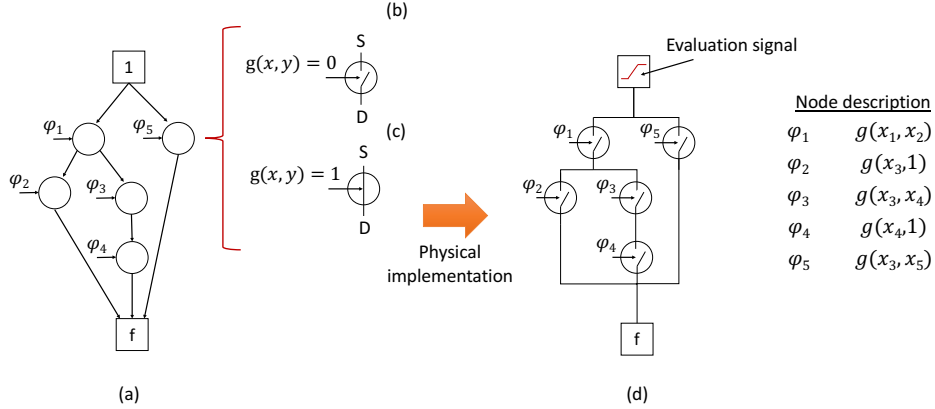 (b)
S
g(x, y) = 0
D
(c)
S
g(x, y) = 1
D
1
φ₁
φ₅
φ₂
φ₃
φ₄
f
(a)
Physical
implementation
Evaluation signal
φ₁
φ₅
φ₂
φ₃
φ₄
f
(d)
Node description
φ₁ g(x₁, x₂)
φ₂ g(x₃,1)
φ₃ g(x₃, x₄)
φ₄ g(x₄,1)
φ₅ g(x₃, x₅)